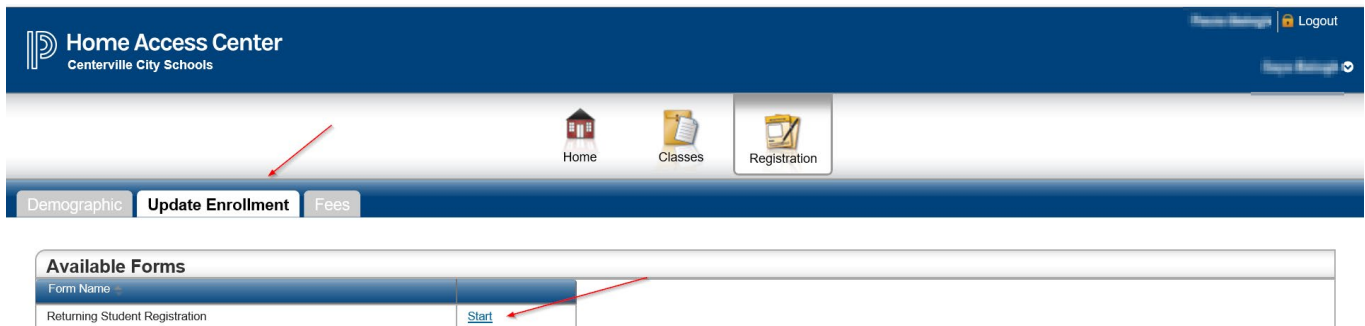 Logout
Home Access Center
Centerville City Schools
Home
Classes
Registration
Demographic
Update Enrollment
Fees
Available Forms
Form Name
Returning Student Registration
Start